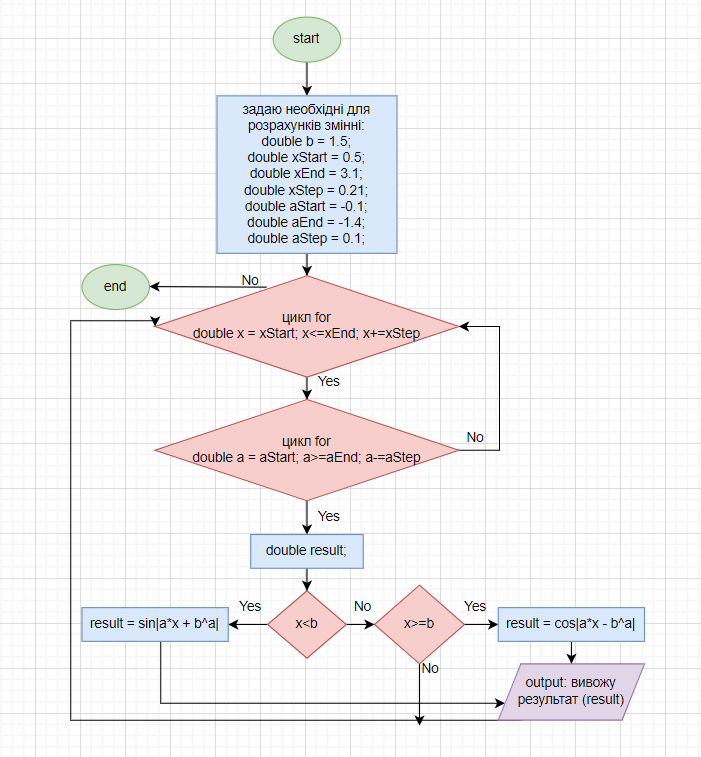 start
задаю необхідні для
розрахунків змінні:
double b = 1.5;
double xStart = 0.5;
double xEnd = 3.1;
double xStep = 0.21;
double aStart = -0.1;
double aEnd = -1.4;
double aStep = 0.1;
No
end
цикл for
double x = xStart; x<=xEnd; x+=xStep
Yes
цикл for
double a = aStart; a>=aEnd; a-=aStep
No
Yes
double result;
Yes
No
Yes
result = sin|a*x + b^a|
x<b
x>=b
result = cos|a*x - b^a|
No
output: вивожу
результат (result)